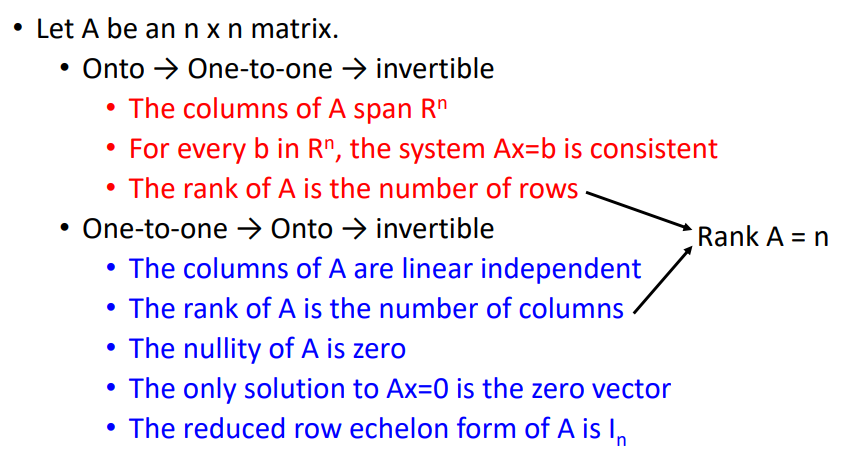 • Let A be an n x n matrix.
• Onto → One-to-one → invertible
• The columns of A span Rⁿ
• For every b in Rⁿ, the system Ax=b is consistent
• The rank of A is the number of rows
• One-to-one → Onto → invertible
Rank A = n
• The columns of A are linear independent
• The rank of A is the number of columns
• The nullity of A is zero
• The only solution to Ax=0 is the zero vector
• The reduced row echelon form of A is Iₙ